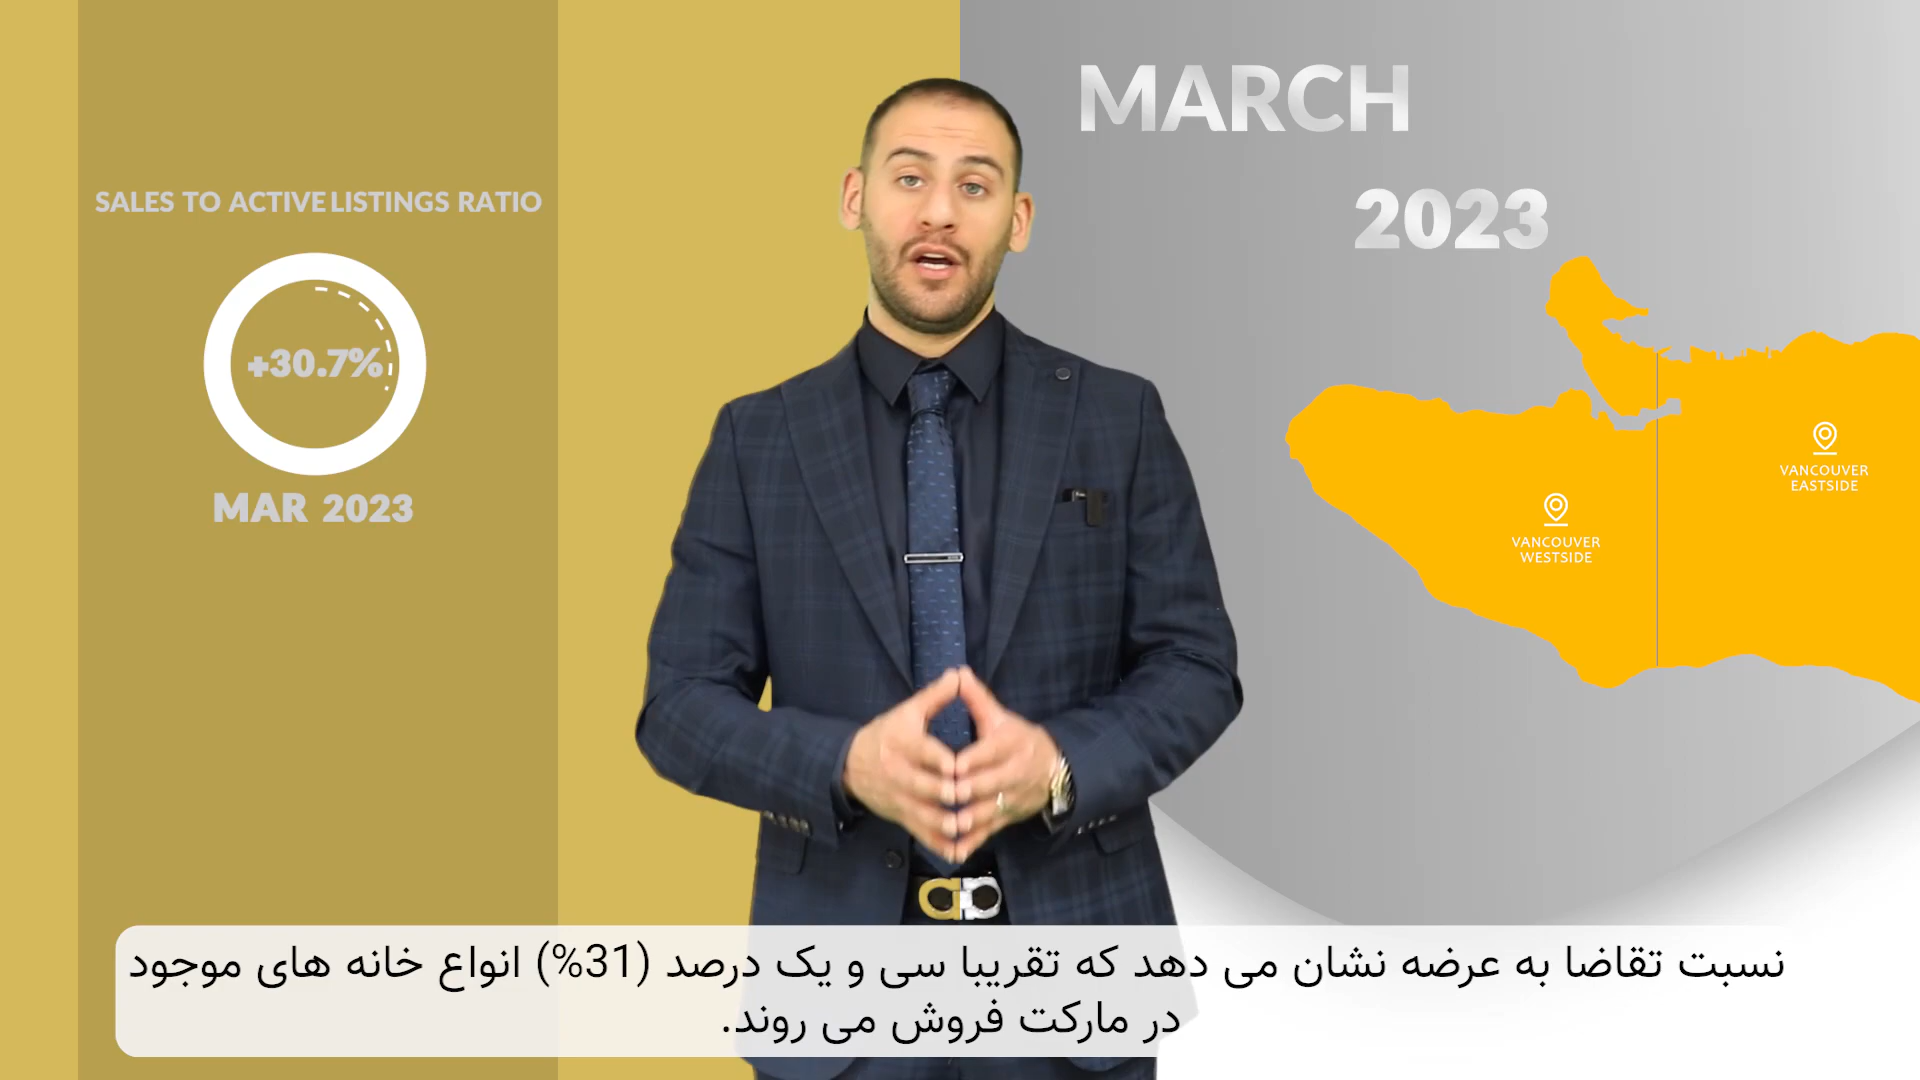 SALES TO ACTIVE LISTINGS RATIO
+30.7%
MAR 2023
MARCH
2023
VANCOUVER
EASTSIDE
VANCOUVER
WESTSIDE
نسبت تقاضا به عرضه نشان می دهد که تقریبا سی و یک درصد (31%) انواع خانه های موجود
در مارکت فروش می روند.